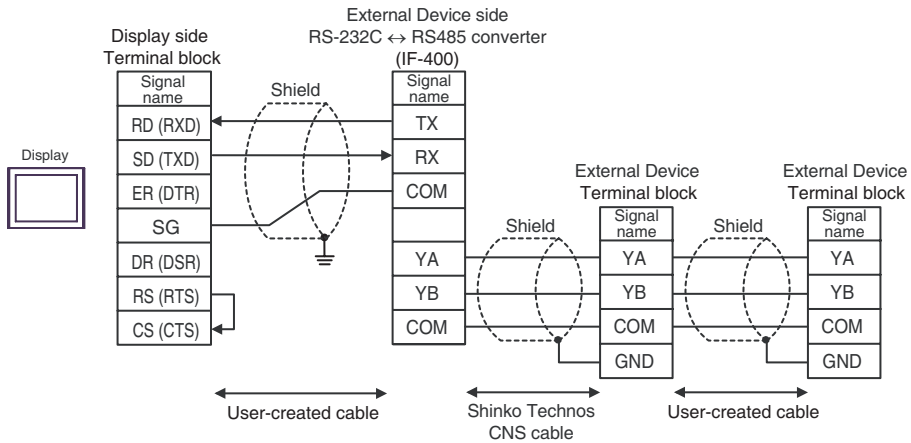 External Device side
RS-232C ↔ RS485 converter
(IF-400)
Display side
Terminal block
Signal
name
RD (RXD)
SD (TXD)
ER (DTR)
SG
DR (DSR)
RS (RTS)
CS (CTS)
Display
Shield
Signal
name
TX
RX
COM
YA
YB
COM
Shield
External Device
Terminal block
Signal
name
YA
YB
COM
GND
Shield
External Device
Terminal block
Signal
name
YA
YB
COM
GND
User-created cable
Shinko Technos
CNS cable
User-created cable